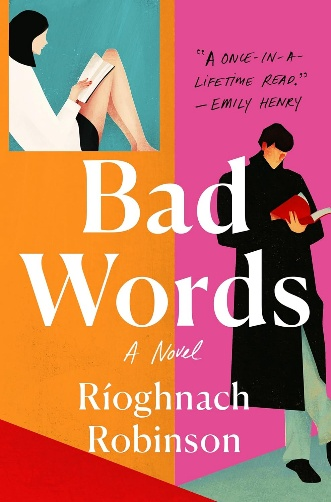 "A ONCE-IN-A-
LIFETIME READ."
—EMILY HENRY
Bad
Words
A Novel
Ríoghnach
Robinson